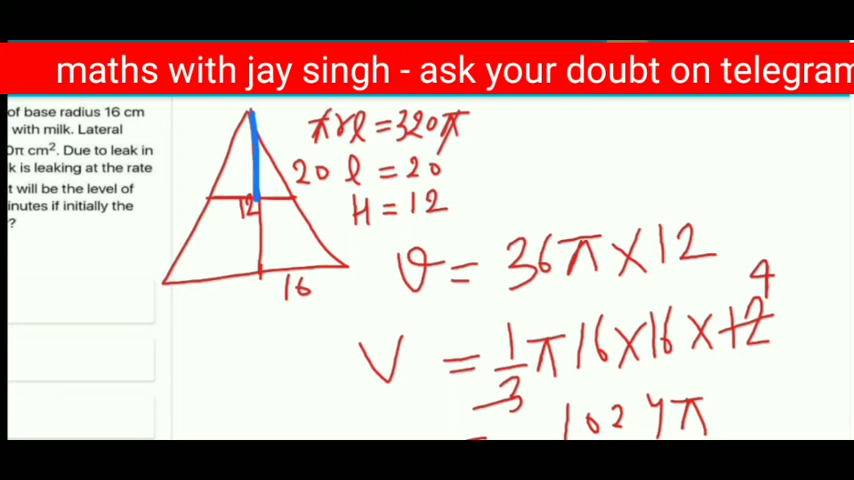 maths with jay singh - ask your doubt on telegram
of base radius 16 cm
with milk. Lateral
0π cm². Due to leak in
k is leaking at the rate
t will be the level of
inutes if initially the
?
πrl = 320π
20 l = 20
H = 12
12
16
v = 36π × 12
4
V = 1/3 π 16 × 16 × 12
= 1024π